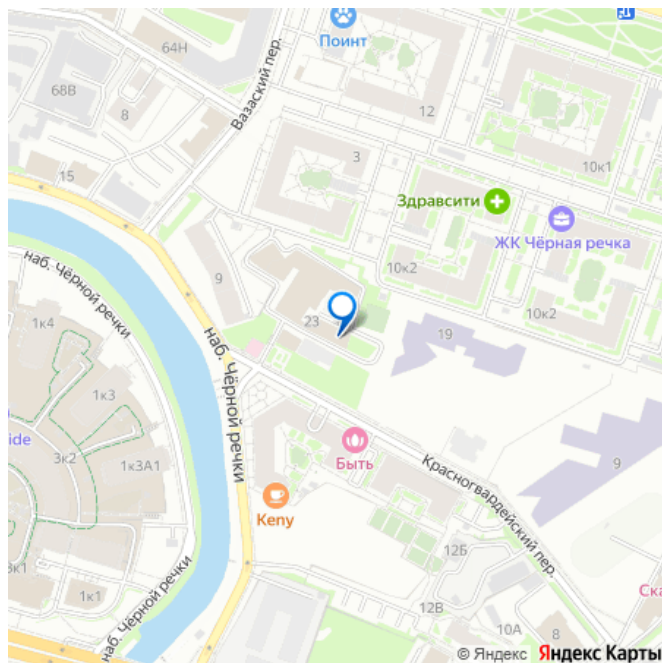 64Н
Поинт
68В
8
Вазаский пер.
12
3
10к1
15
Здравсити
ЖК Чёрная речка
10к2
9
10к2
наб. Чёрной речки
1к4
23
19
наб. Чёрной речки
1к3
ide
3к2
1к3А1
Быть
Красногвардейский пер.
9
Keny
12Б
3к1
1к1
наб. Чёрной речки
12В
10А
8
Ска
© Яндекс Яндекс Карты